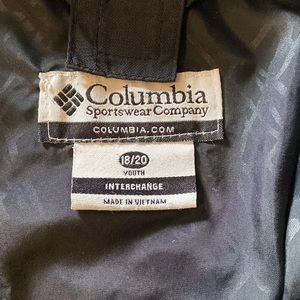 Columbia
Sportswear Company
COLUMBIA.COM
18/20
YOUTH
INTERCHANGE
MADE IN VIETNAM